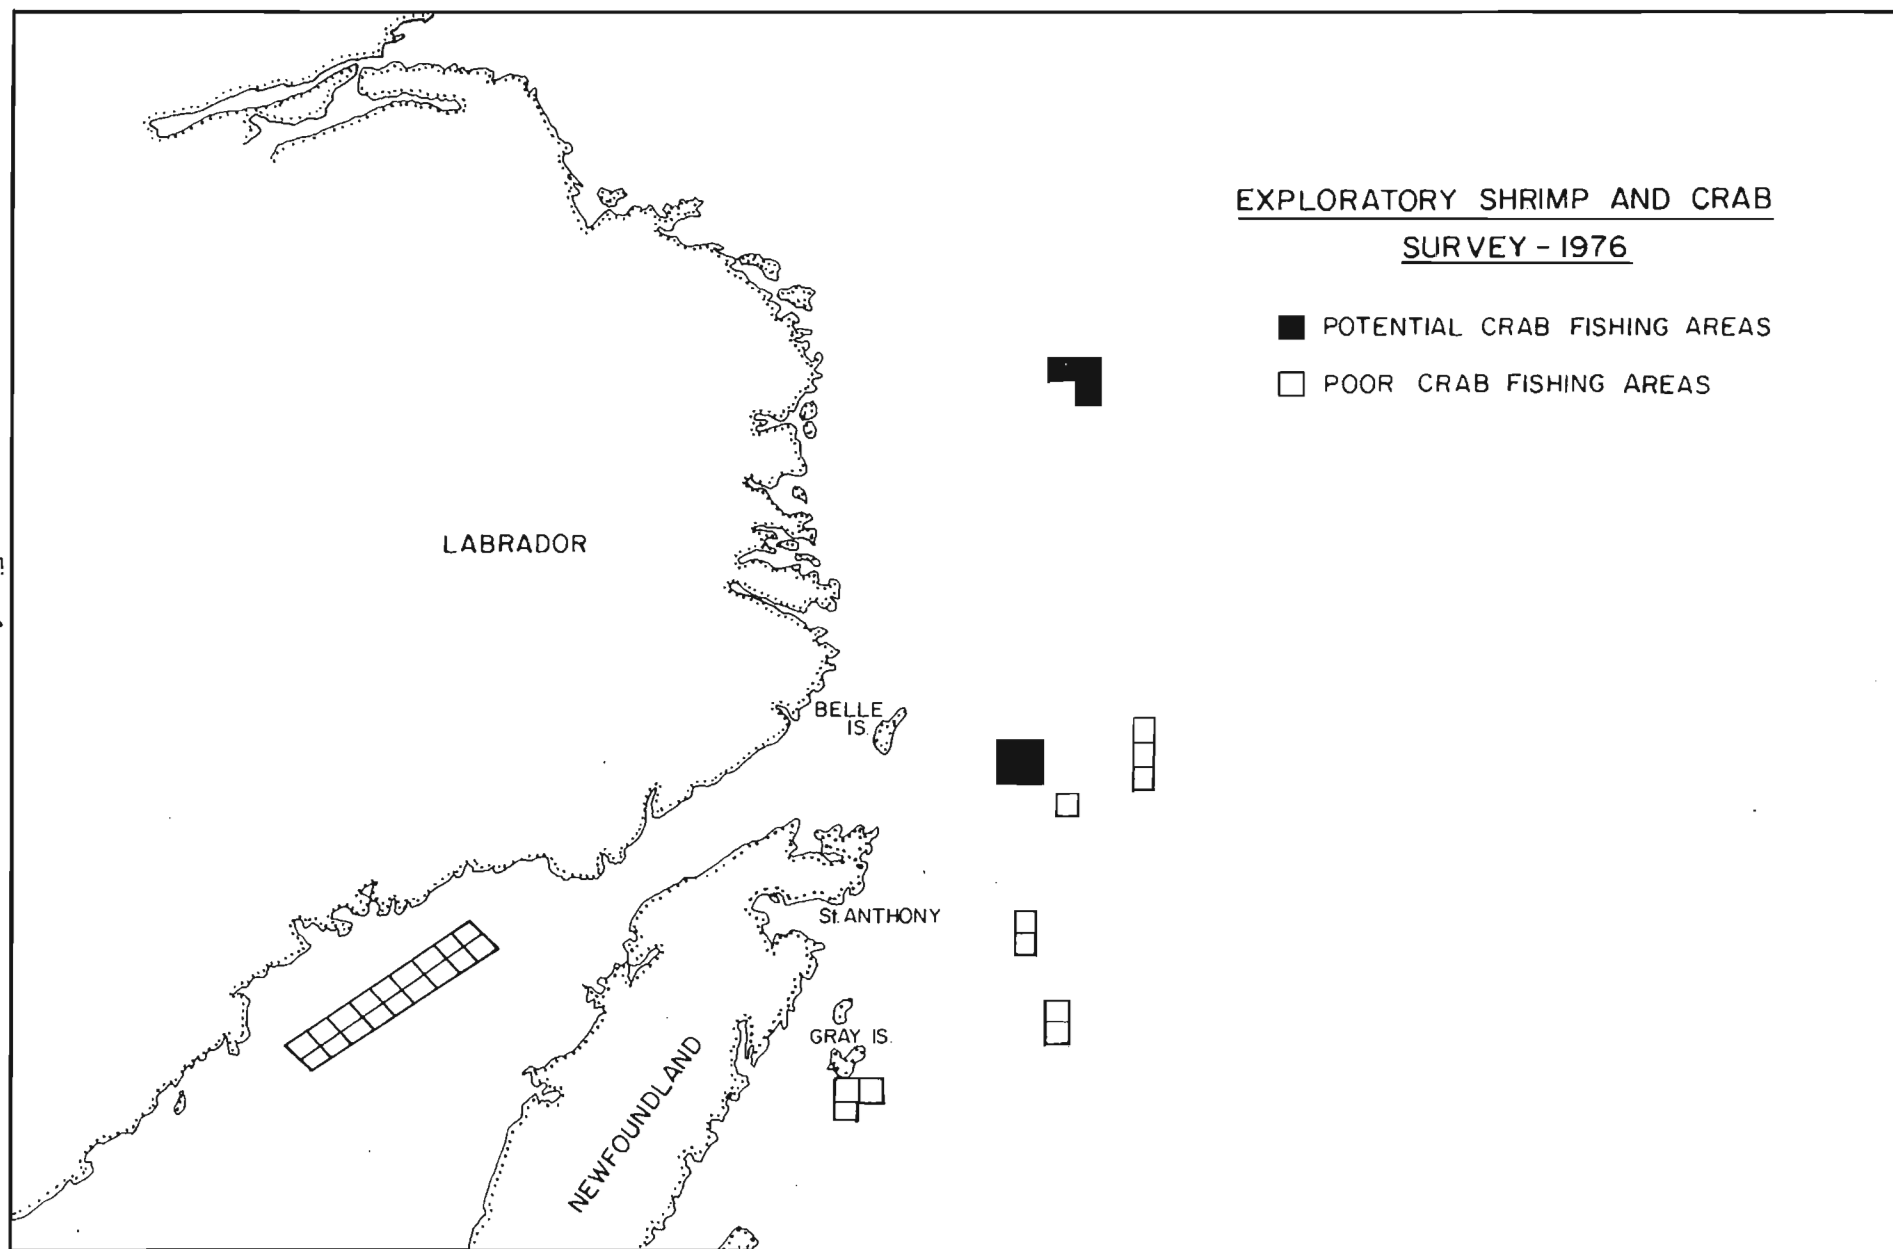 EXPLORATORY SHRIMP AND CRAB
SURVEY - 1976
POTENTIAL CRAB FISHING AREAS
POOR CRAB FISHING AREAS
LABRADOR
BELLE
IS.
St. ANTHONY
GRAY IS.
NEWFOUNDLAND